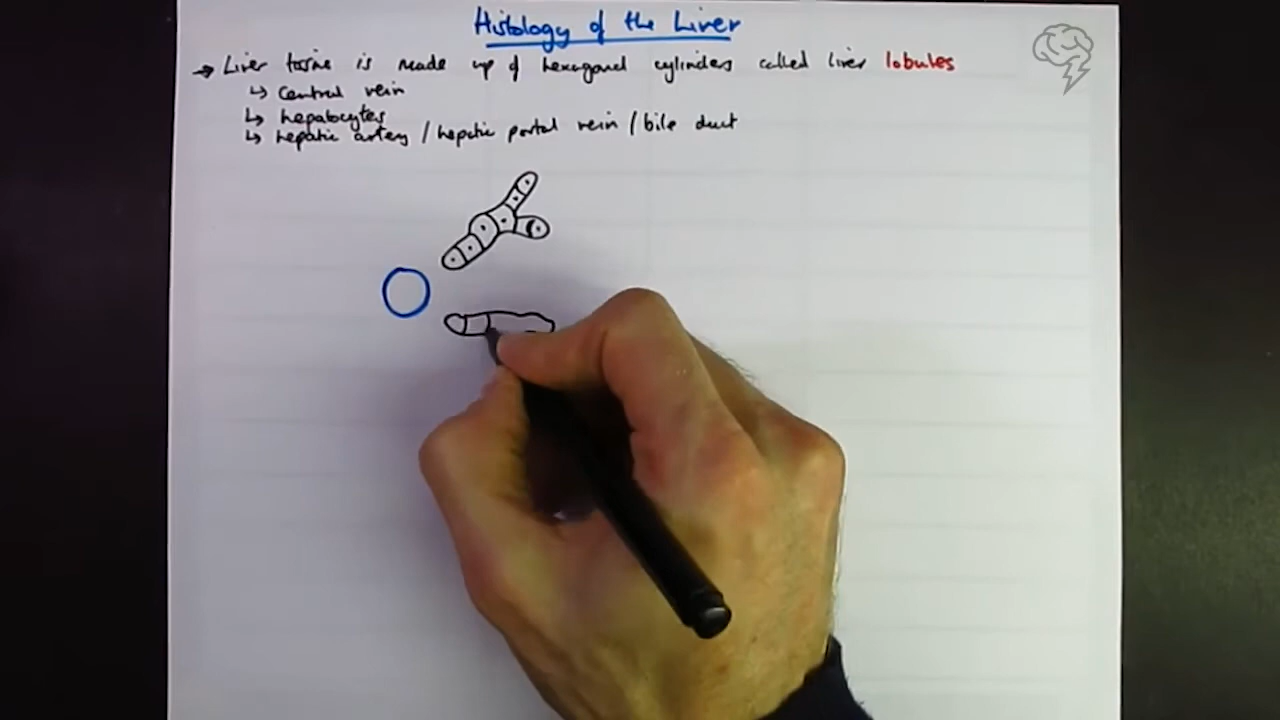 Histology of the Liver
→ Liver tissue is made up of hexagonal cylinders called liver lobules
↳ central vein
↳ hepatocytes
↳ hepatic artery / hepatic portal vein / bile duct